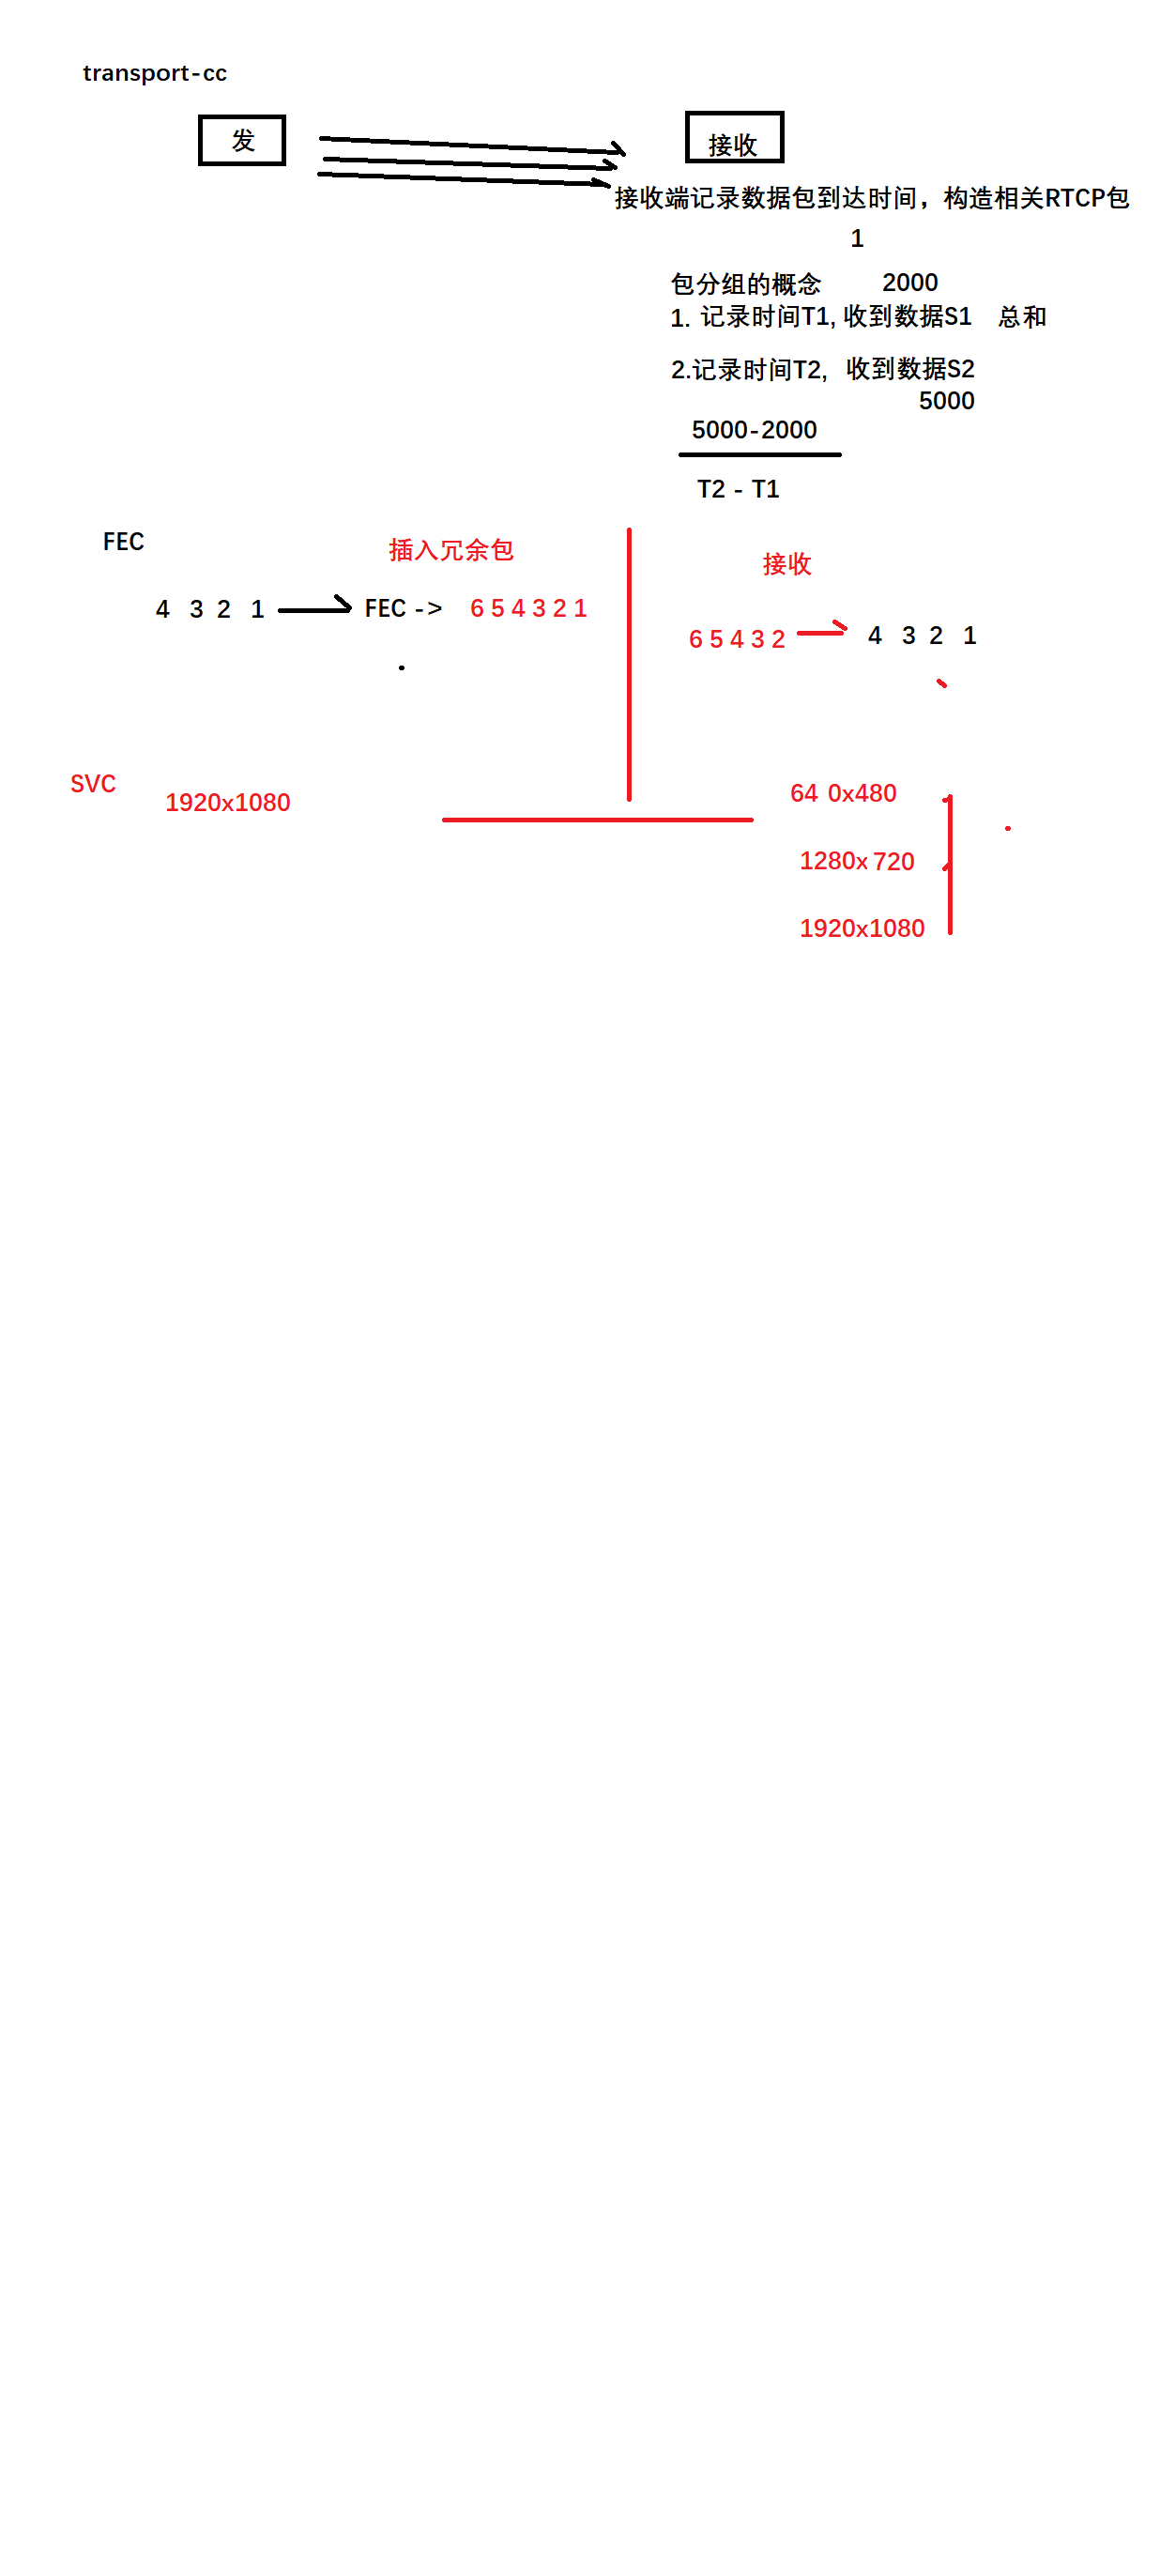 transport-cc
发
接收
接收端记录数据包到达时间，构造相关RTCP包
1
包分组的概念 2000
1. 记录时间T1, 收到数据S1 总和
2.记录时间T2, 收到数据S2
5000
5000-2000
T2 - T1
FEC
插入冗余包
接收
4 3 2 1 FEC -> 6 5 4 3 2 1
6 5 4 3 2 4 3 2 1
SVC
1920x1080
64 0x480
1280x 720
1920x1080